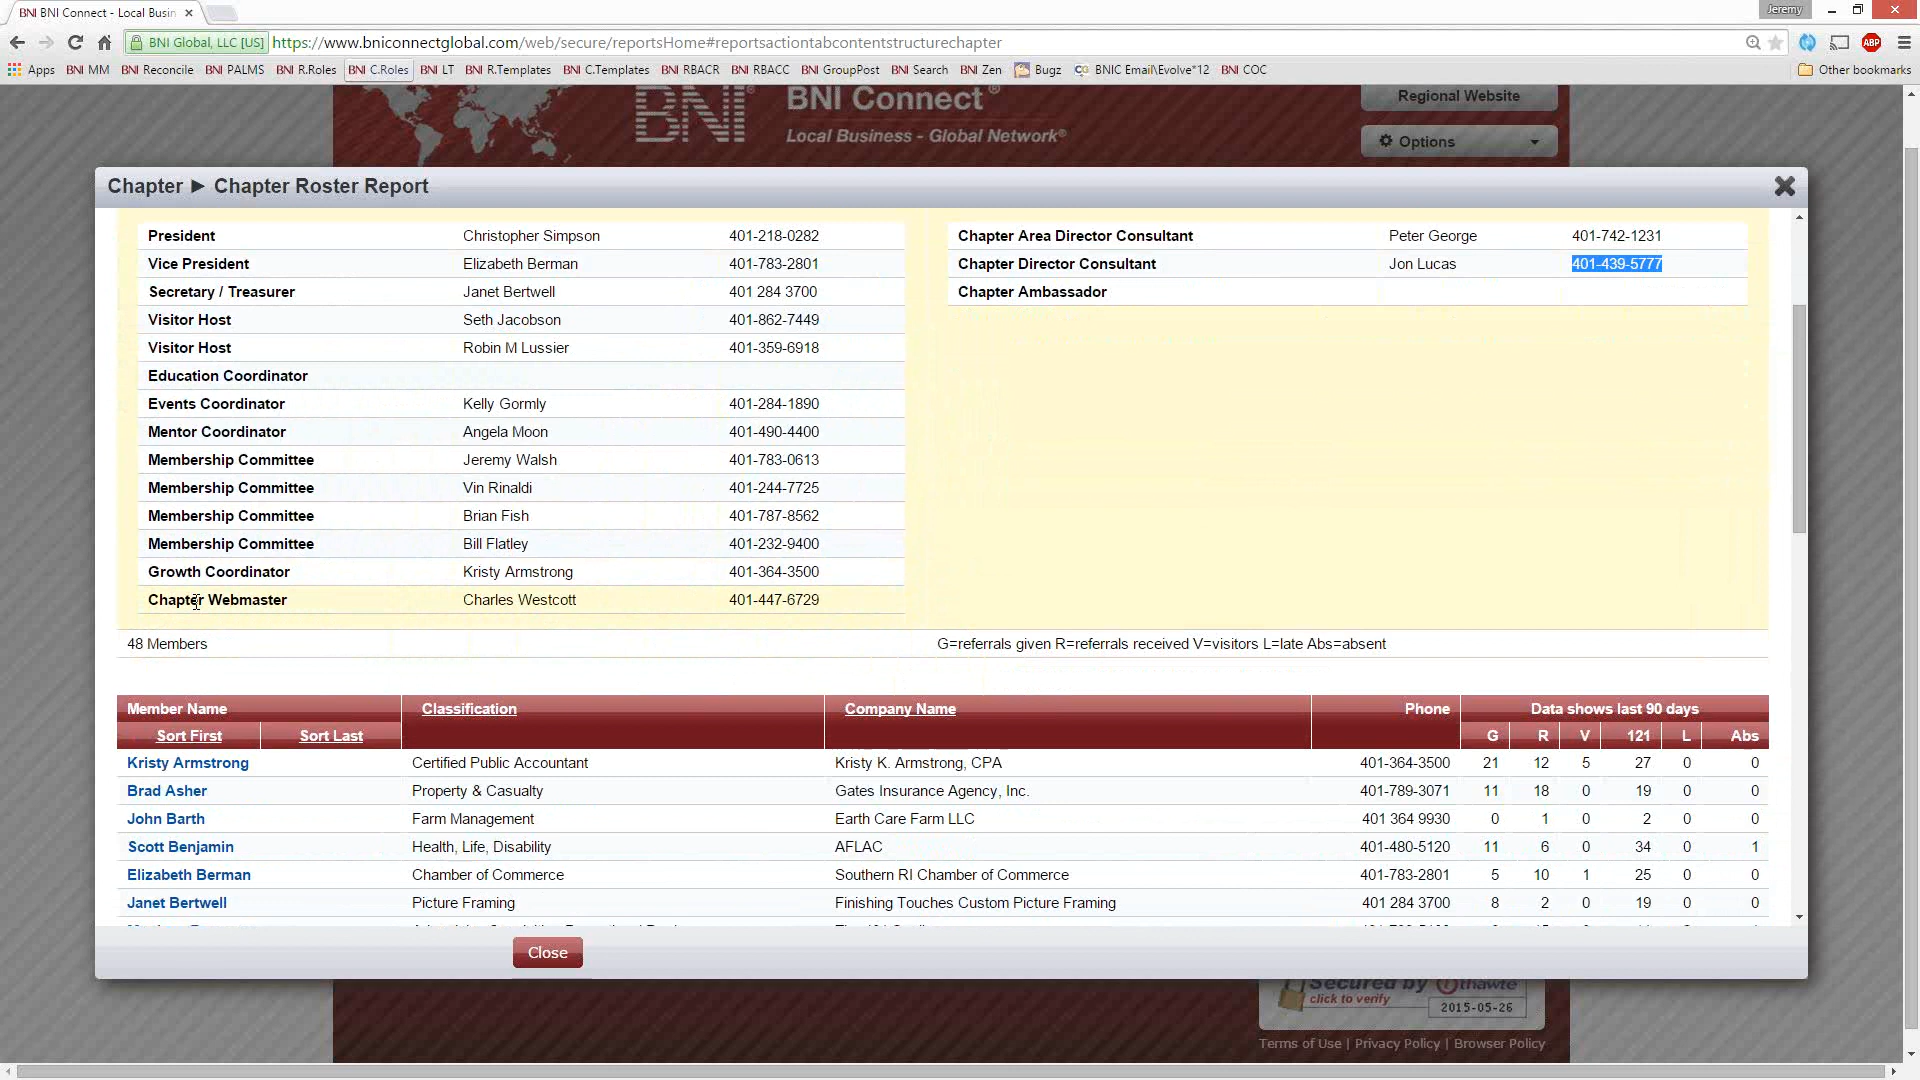 BNI BNI Connect - Local Busin
Jeremy
BNI Global, LLC [US] https://www.bniconnectglobal.com/web/secure/reportsHome#reportsactiontabcontentstructurechapter
Apps BNI MM BNI Reconcile BNI PALMS BNI R.Roles BNI C.Roles BNI LT BNI R.Templates BNI C.Templates BNI RBACR BNI RBACC BNI GroupPost BNI Search BNI Zen Bugz BNIC Email\Evolve*12 BNI COC Other bookmarks
BNI® BNI Connect® Regional Website
Local Business - Global Network® Options
Chapter ► Chapter Roster Report
President Christopher Simpson 401-218-0282 Chapter Area Director Consultant Peter George 401-742-1231
Vice President Elizabeth Berman 401-783-2801 Chapter Director Consultant Jon Lucas 401-439-5777
Secretary / Treasurer Janet Bertwell 401 284 3700 Chapter Ambassador
Visitor Host Seth Jacobson 401-862-7449
Visitor Host Robin M Lussier 401-359-6918
Education Coordinator
Events Coordinator Kelly Gormly 401-284-1890
Mentor Coordinator Angela Moon 401-490-4400
Membership Committee Jeremy Walsh 401-783-0613
Membership Committee Vin Rinaldi 401-244-7725
Membership Committee Brian Fish 401-787-8562
Membership Committee Bill Flatley 401-232-9400
Growth Coordinator Kristy Armstrong 401-364-3500
Chapter Webmaster Charles Westcott 401-447-6729
48 Members G=referrals given R=referrals received V=visitors L=late Abs=absent
Member Name Classification Company Name Phone Data shows last 90 days
Sort First Sort Last G R V 121 L Abs
Kristy Armstrong Certified Public Accountant Kristy K. Armstrong, CPA 401-364-3500 21 12 5 27 0 0
Brad Asher Property & Casualty Gates Insurance Agency, Inc. 401-789-3071 11 18 0 19 0 0
John Barth Farm Management Earth Care Farm LLC 401 364 9930 0 1 0 2 0 0
Scott Benjamin Health, Life, Disability AFLAC 401-480-5120 11 6 0 34 0 1
Elizabeth Berman Chamber of Commerce Southern RI Chamber of Commerce 401-783-2801 5 10 1 25 0 0
Janet Bertwell Picture Framing Finishing Touches Custom Picture Framing 401 284 3700 8 2 0 19 0 0
Close
Secured by thawte
click to verify 2015-05-26
Terms of Use | Privacy Policy | Browser Policy